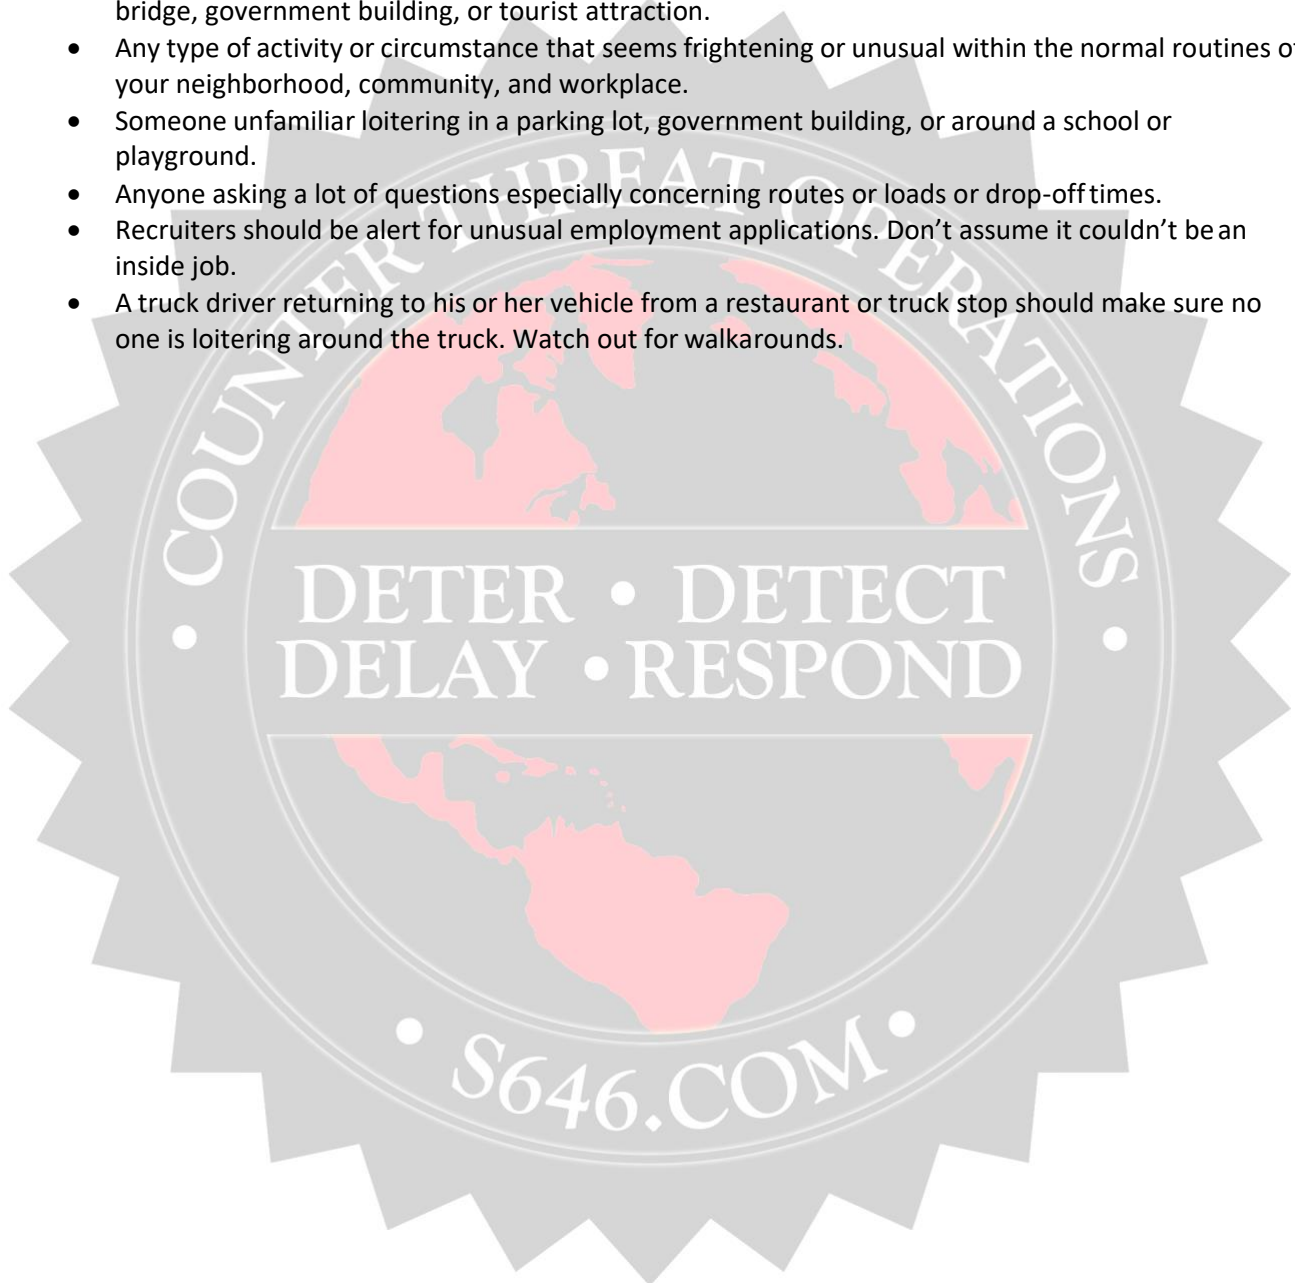 bridge, government building, or tourist attraction.
• Any type of activity or circumstance that seems frightening or unusual within the normal routines of
your neighborhood, community, and workplace.
• Someone unfamiliar loitering in a parking lot, government building, or around a school or
playground.
• Anyone asking a lot of questions especially concerning routes or loads or drop-off times.
• Recruiters should be alert for unusual employment applications. Don’t assume it couldn’t be an
inside job.
• A truck driver returning to his or her vehicle from a restaurant or truck stop should make sure no
one is loitering around the truck. Watch out for walkarounds.
• COUNTER THREAT OPERATIONS •
DETER • DETECT
DELAY • RESPOND
• S646.COM •